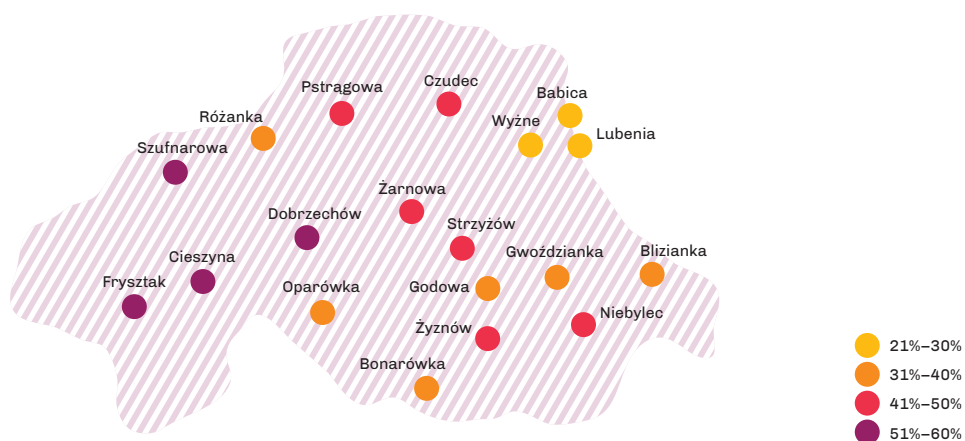 Czudec
Pstrągowa
Babica
Różanka
Wyżne
Lubenia
Szufnarowa
Żarnowa
Dobrzechów
Strzyżów
Gwoździanka
Blizianka
Cieszyna
Frysztak
Oparówka
Godowa
Niebylec
Żyznów
21%–30%
Bonarówka
31%–40%
41%–50%
51%–60%